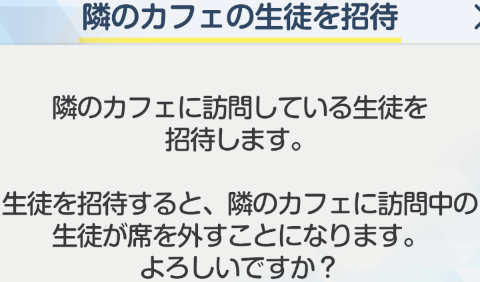 隣のカフェの生徒を招待
隣のカフェに訪問している生徒を
招待します。
生徒を招待すると、隣のカフェに訪問中の
生徒が席を外すことになります。
よろしいですか？